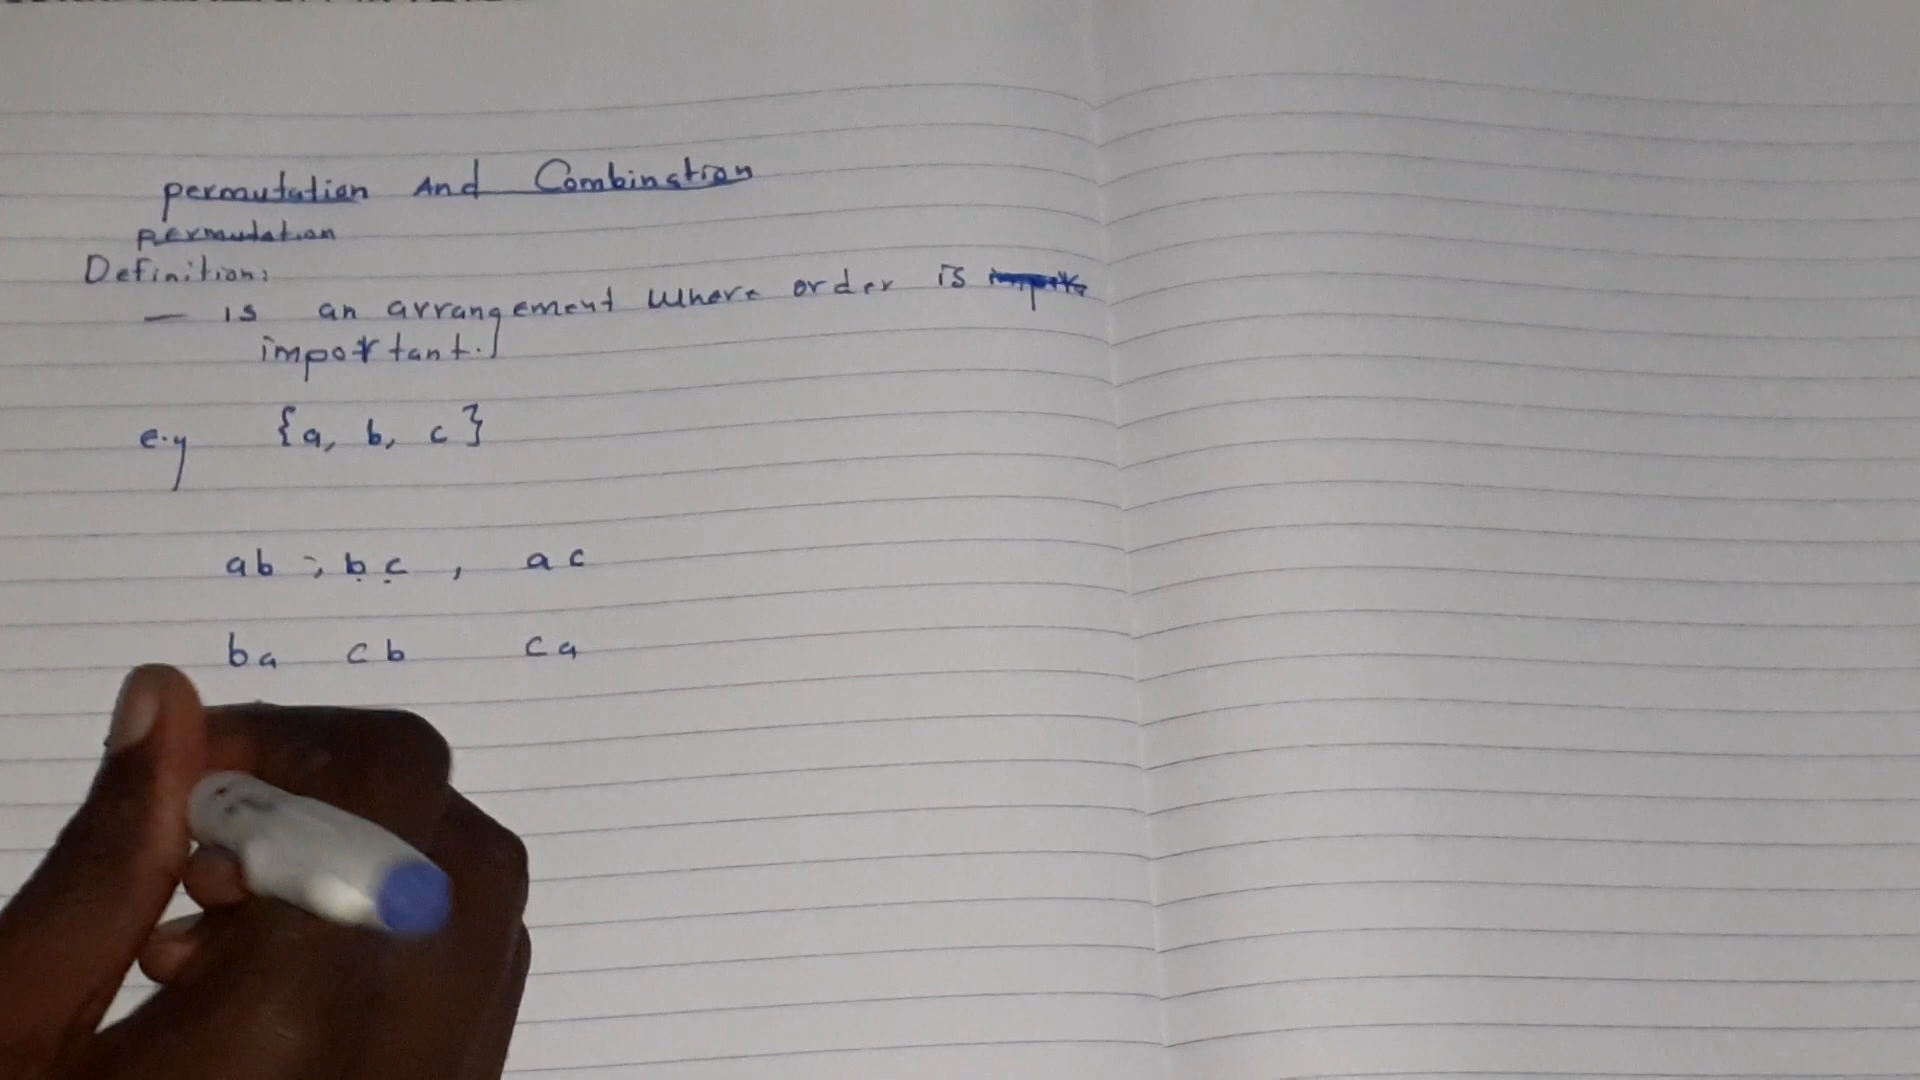 permutation And Combination
permutation
Definition:
— is an arrangement where order is
important.
e.g {a, b, c}
ab , bc , ac
ba cb ca